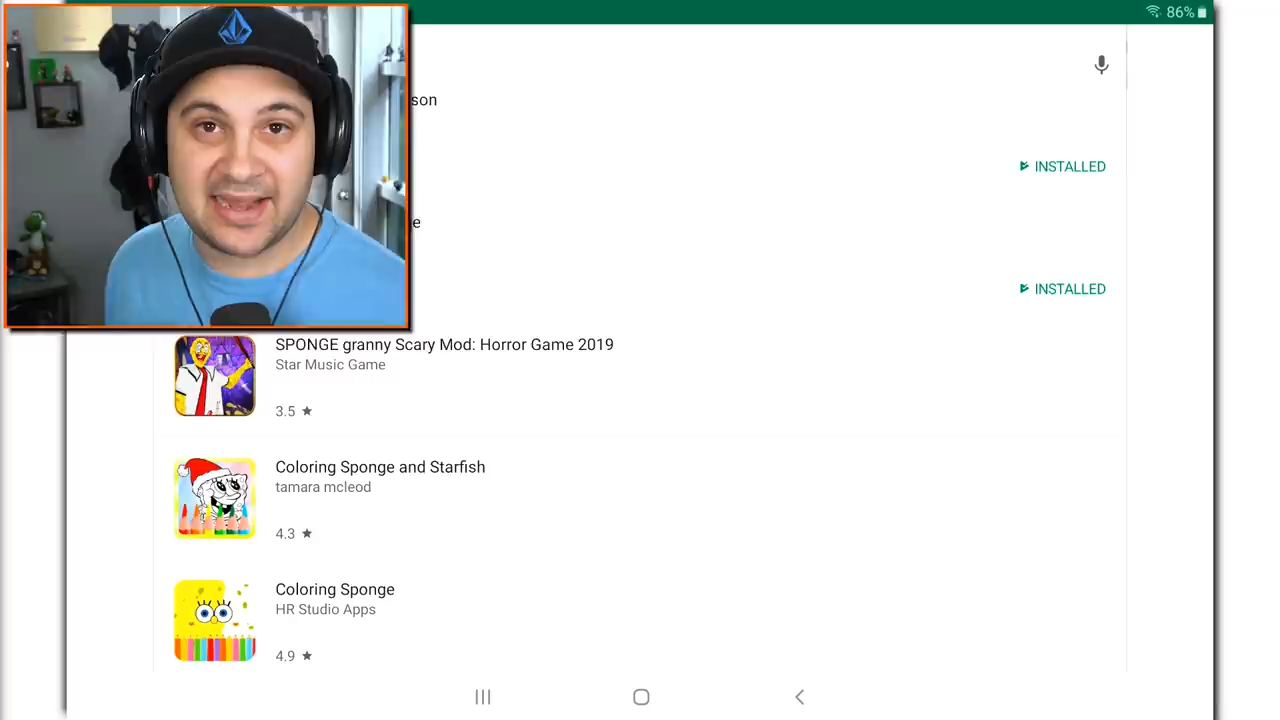 86%
son
INSTALLED
e
INSTALLED
SPONGE granny Scary Mod: Horror Game 2019
Star Music Game
3.5 ★
Coloring Sponge and Starfish
tamara mcleod
4.3 ★
Coloring Sponge
HR Studio Apps
4.9 ★